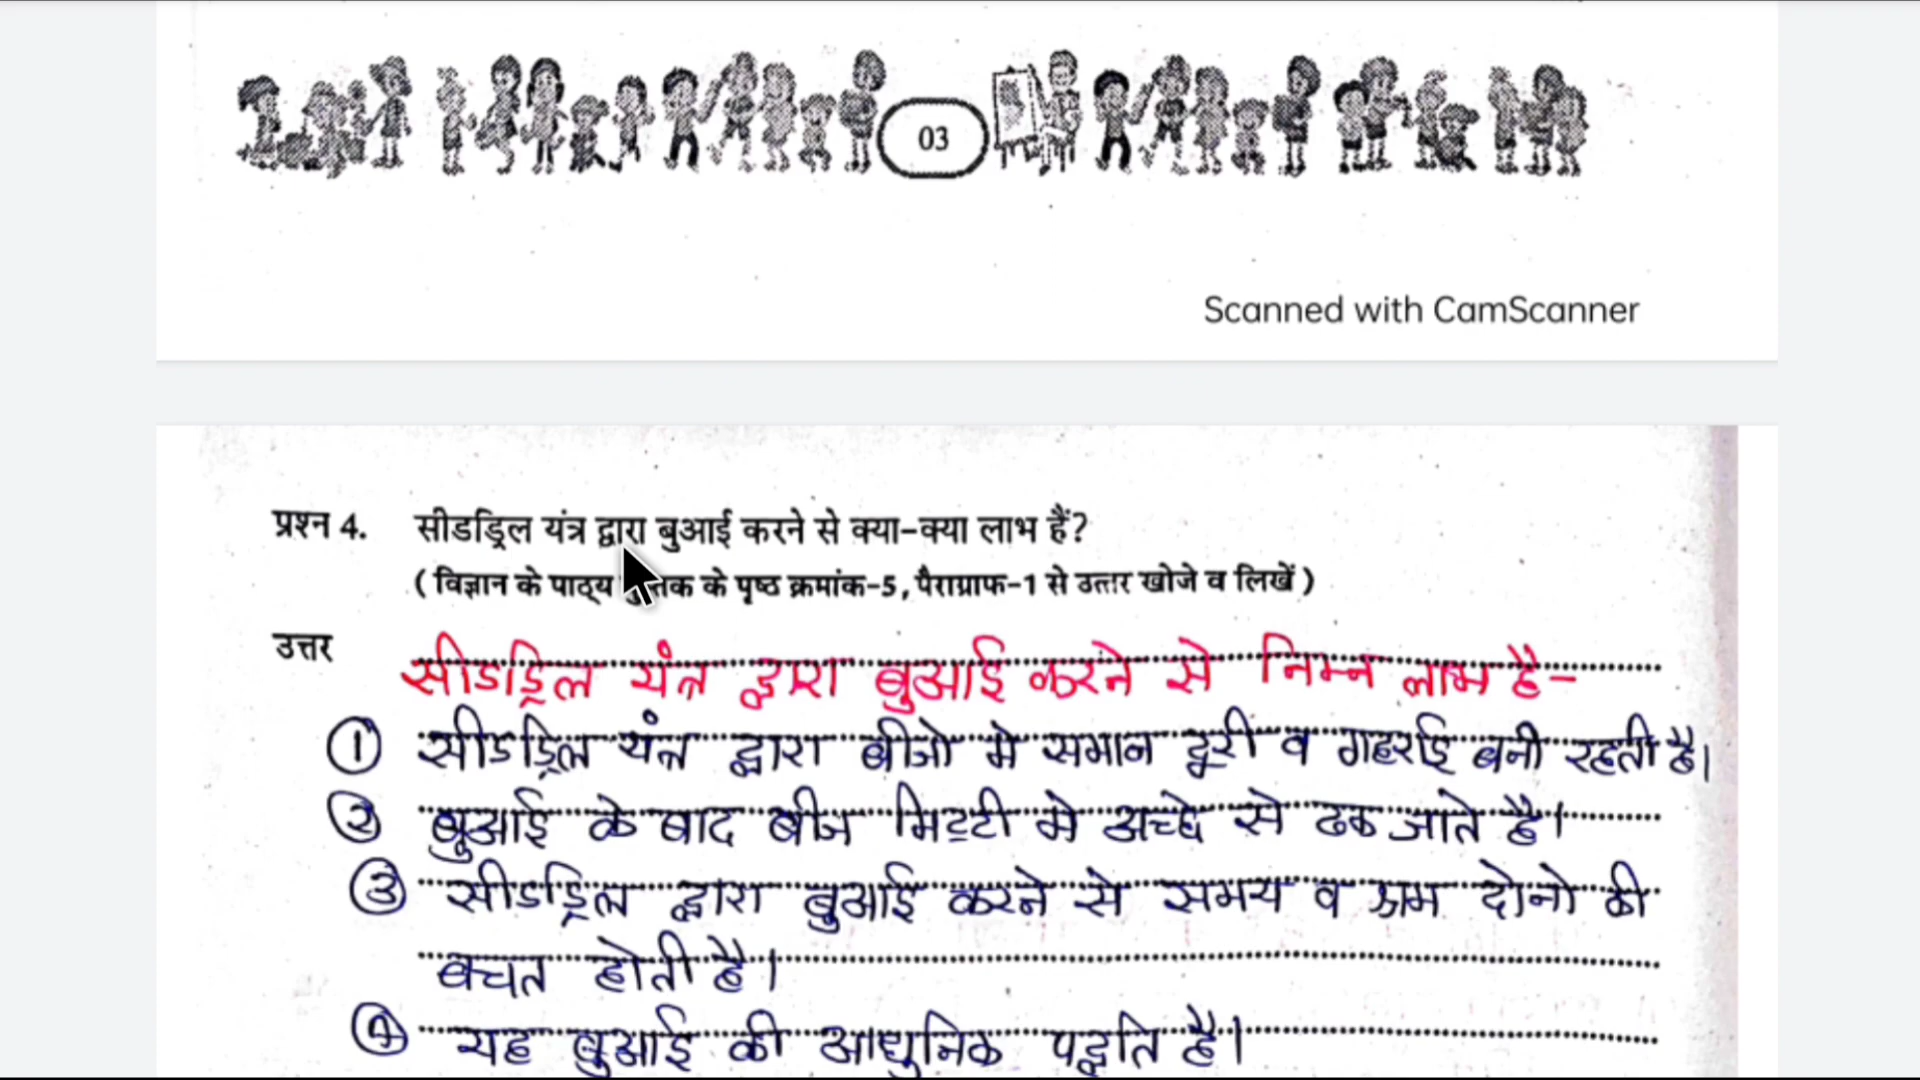 03
Scanned with CamScanner
प्रश्न 4. सीडड्रिल यंत्र द्वारा बुआई करने से क्या-क्या लाभ हैं?
( विज्ञान के पाठ्य के पृष्ठ क्रमांक-5, पैराग्राफ-1 से उत्तर खोजे व लिखें )
उत्तर सीडड्रिल यंत्र द्वारा बुआई करने से निम्न लाभ है-
① सीडड्रिल यंत्र द्वारा बीजो मे समान दूरी व गहराई बनी रहती है।
② बुआई के बाद बीज मिट्टी मे अच्छे से ढक जाते है।
③ सीडड्रिल द्वारा बुआई करने से समय व श्रम दोनो की
बचत होती है।
④ यह बुआई की आधुनिक पद्धति है।